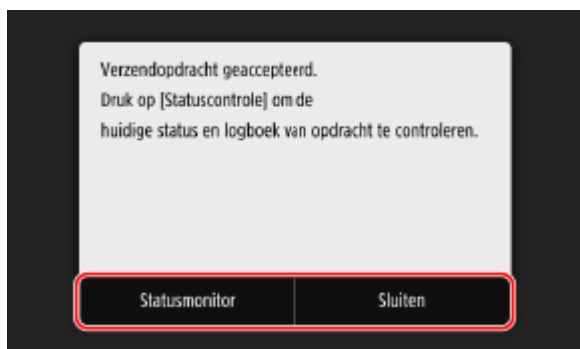 Verzendopdracht geaccepteerd.
Druk op [Statuscontrole] om de
huidige status en logboek van opdracht te controleren.
Statusmonitor
Sluiten